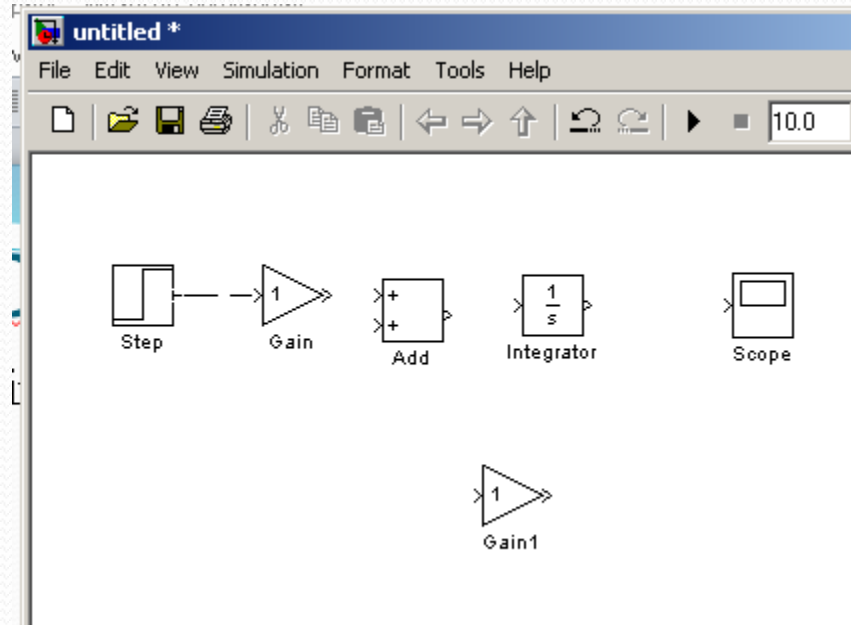 untitled *
File Edit View Simulation Format Tools Help
10.0
1
+
+
1
s
Step
Gain
Add
Integrator
Scope
1
Gain1